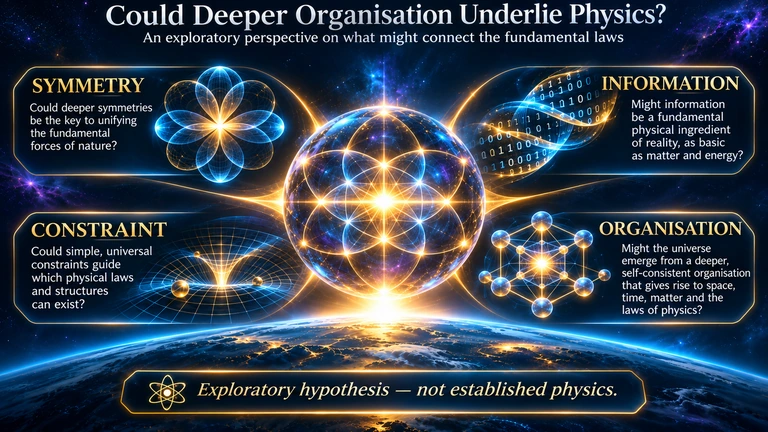 Could Deeper Organisation Underlie Physics?
An exploratory perspective on what might connect the fundamental laws
SYMMETRY
Could deeper symmetries
be the key to unifying
the fundamental
forces of nature?
INFORMATION
Might information
be a fundamental
physical ingredient
of reality, as basic
as matter and energy?
CONSTRAINT
Could simple, universal
constraints guide
which physical laws
and structures
can exist?
ORGANISATION
Might the universe
emerge from a deeper,
self-consistent organisation
that gives rise to space,
time, matter and the
laws of physics?
Exploratory hypothesis — not established physics.